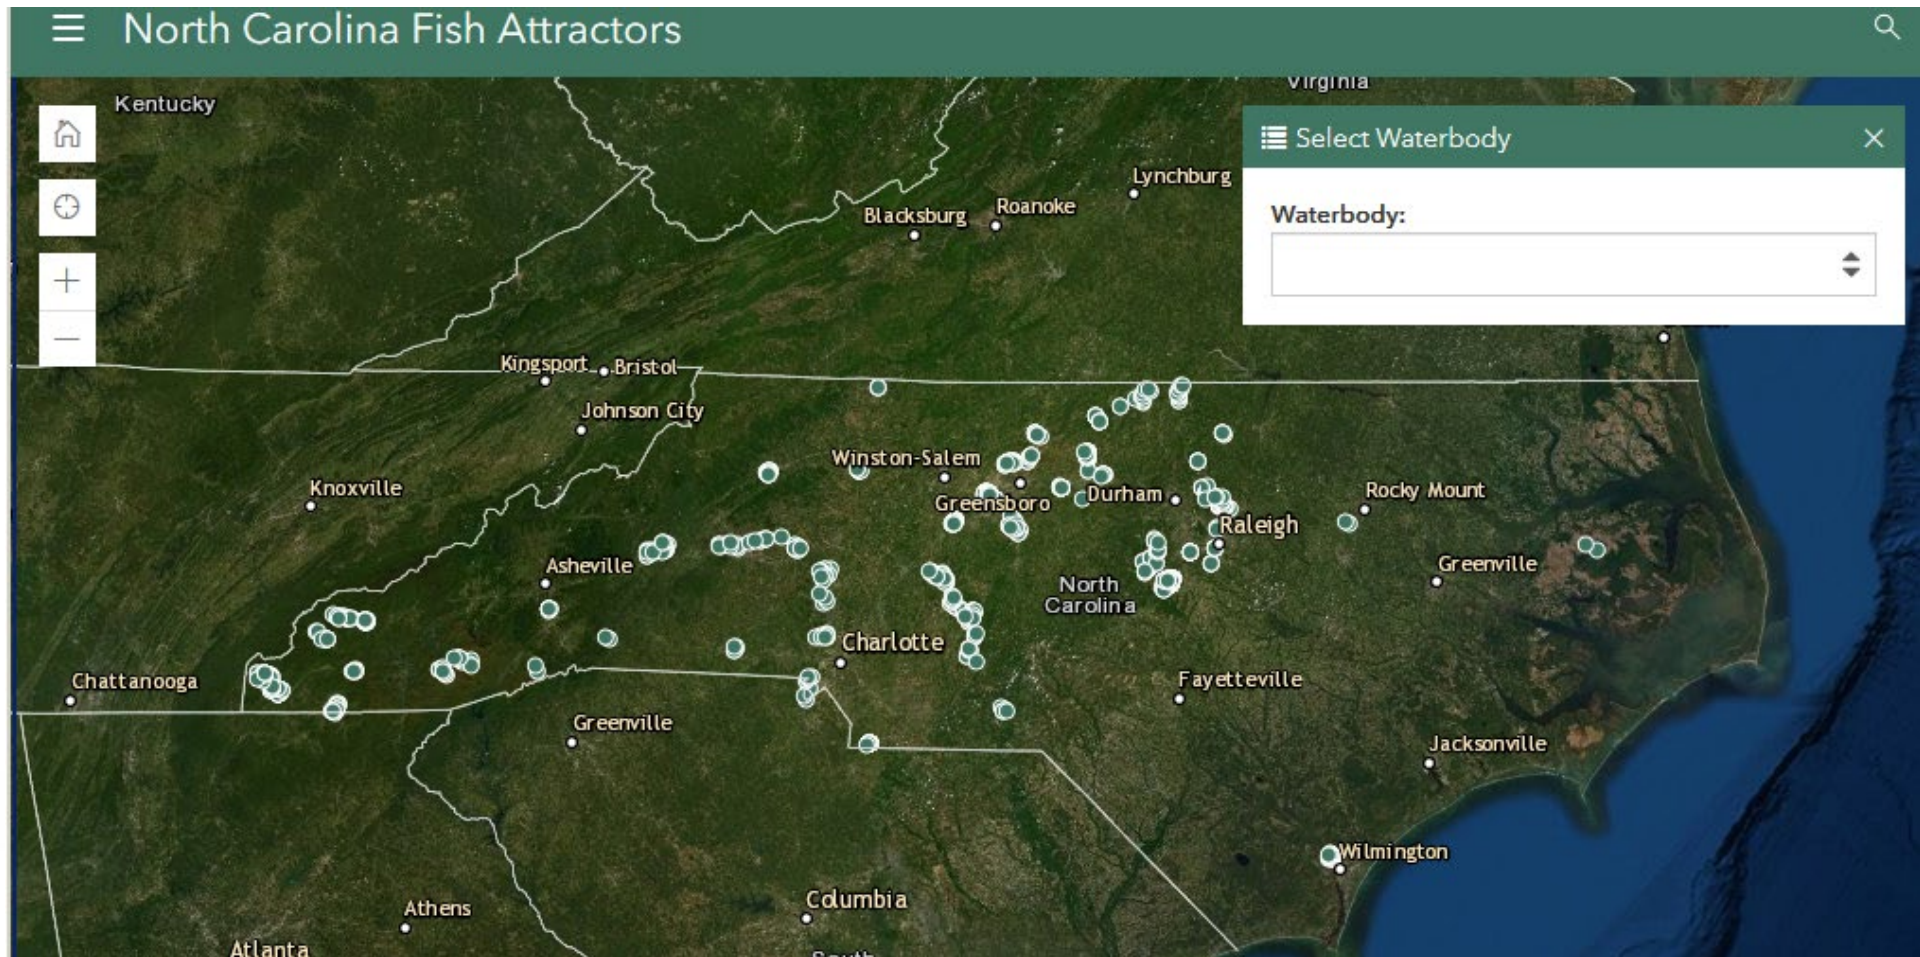 North Carolina Fish Attractors
Virginia
Kentucky
Select Waterbody
Lynchburg
Blacksburg
Roanoke
Waterbody:
Kingsport
Bristol
Johnson City
Winston-Salem
Knoxville
Greensboro
Durham
Rocky Mount
Raleigh
Asheville
Greenville
North
Carolina
Charlotte
Chattanooga
Fayetteville
Greenville
Jacksonville
Wilmington
Columbia
Athens
Atlanta
South